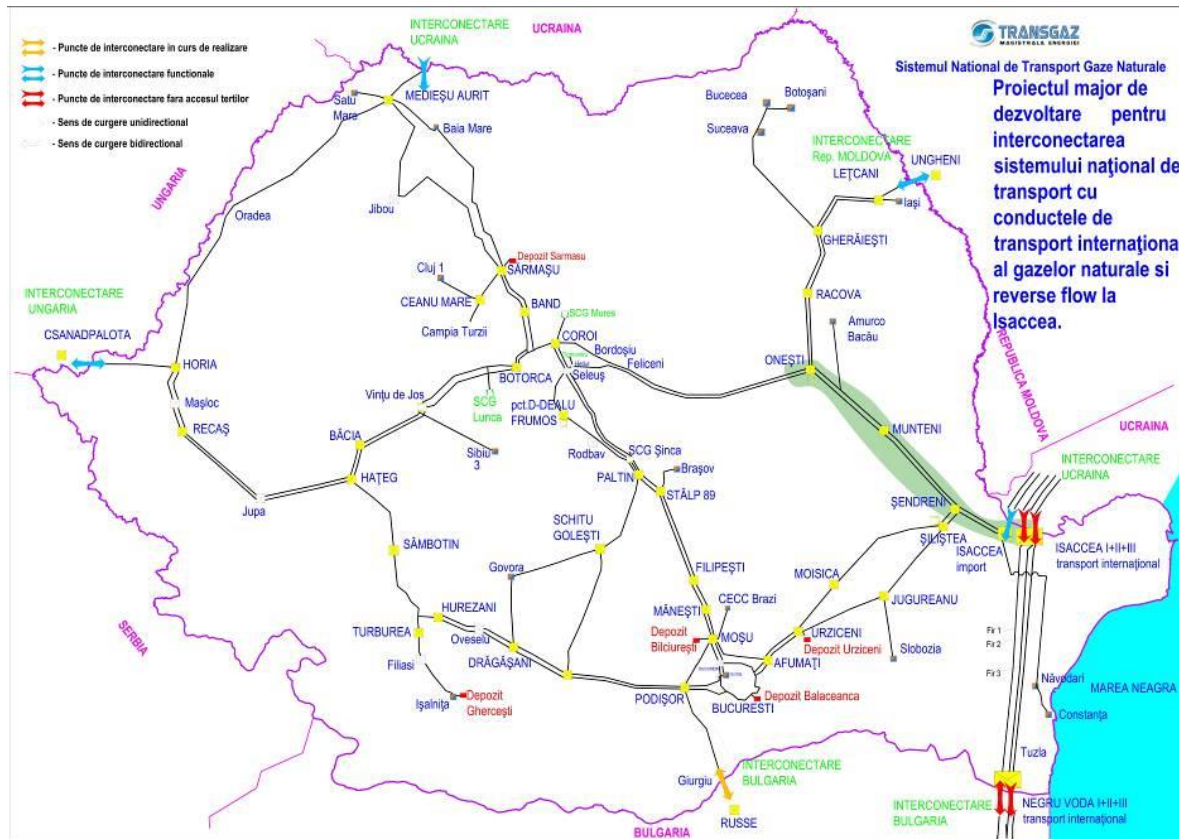 INTERCONECTARE
UCRAINA
UCRAINA
TRANSGAZ
MAGISTRALA ENERGIEI
Sistemul National de Transport Gaze Naturale
Proiectul major de
dezvoltare pentru
interconectarea
sistemului naţional de
transport cu
conductele de
transport internaţiona
al gazelor naturale si
reverse flow la
Isaccea.
- Puncte de interconectare in curs de realizare
- Puncte de interconectare functionale
- Puncte de interconectare fara accesul tertilor
- Sens de curgere unidirectional
- Sens de curgere bidirectional
MEDIEŞU AURIT
Satu
Mare
Baia Mare
Bucecea
Botoşani
Suceava
INTERCONECTARE
Rep. MOLDOVA
UNGHENI
LEŢCANI
Iaşi
UNGARIA
Oradea
Jibou
GHERĂIEŞTI
Depozit Sarmasu
SĂRMAŞU
Cluj 1
CEANU MARE
Campia Turzii
BAND
SCG Mures
COROI
Bordoşiu
Feliceni
RACOVA
Amurco
Bacău
ONEŞTI
REPUBLICA MOLDOVA
INTERCONECTARE
UNGARIA
CSANADPALOTA
HORIA
Maşloc
RECAŞ
BOTORCA
Seleuş
Vinţu de Jos
SCG
Lunca
pct.D-DEALU
FRUMOS
BĂCIA
Sibiu
3
Rodbav
SCG Şinca
MUNTENI
UCRAINA
INTERCONECTARE
UCRAINA
HAŢEG
Jupa
PALTIN
Braşov
STÂLP 89
ŞENDRENI
ŞILIŞTEA
SCHITU
GOLEŞTI
SÂMBOTIN
ISACCEA
import
ISACCEA I+II+III
transport internaţional
Govora
FILIPEŞTI
MOISICA
CECC Brazi
JUGUREANU
MĂNEŞTI
HUREZANI
SERBIA
TURBUREA
Oveselu
Depozit
Bilciureşti
MOŞU
URZICENI
Depozit Urziceni
Slobozia
Fir 1
Fir 2
Fir 3
Filiasi
DRĂGĂŞANI
AFUMAŢI
Işalniţa
Depozit
Gherceşti
PODIŞOR
BUCURESTI
Depozit Balaceanca
Năvodari
MAREA NEAGRA
Constanţa
Tuzla
Giurgiu
INTERCONECTARE
BULGARIA
RUSSE
BULGARIA
INTERCONECTARE
BULGARIA
NEGRU VODA I+II+III
transport internaţional